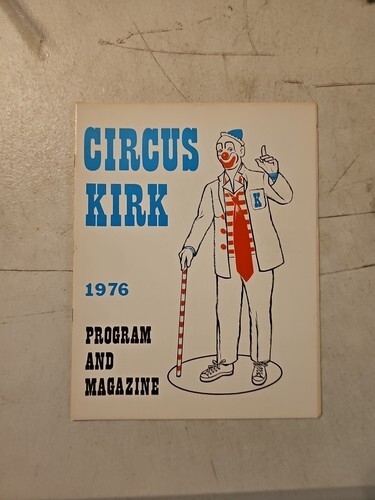 CIRCUS
KIRK
K
1976
PROGRAM
AND
MAGAZINE